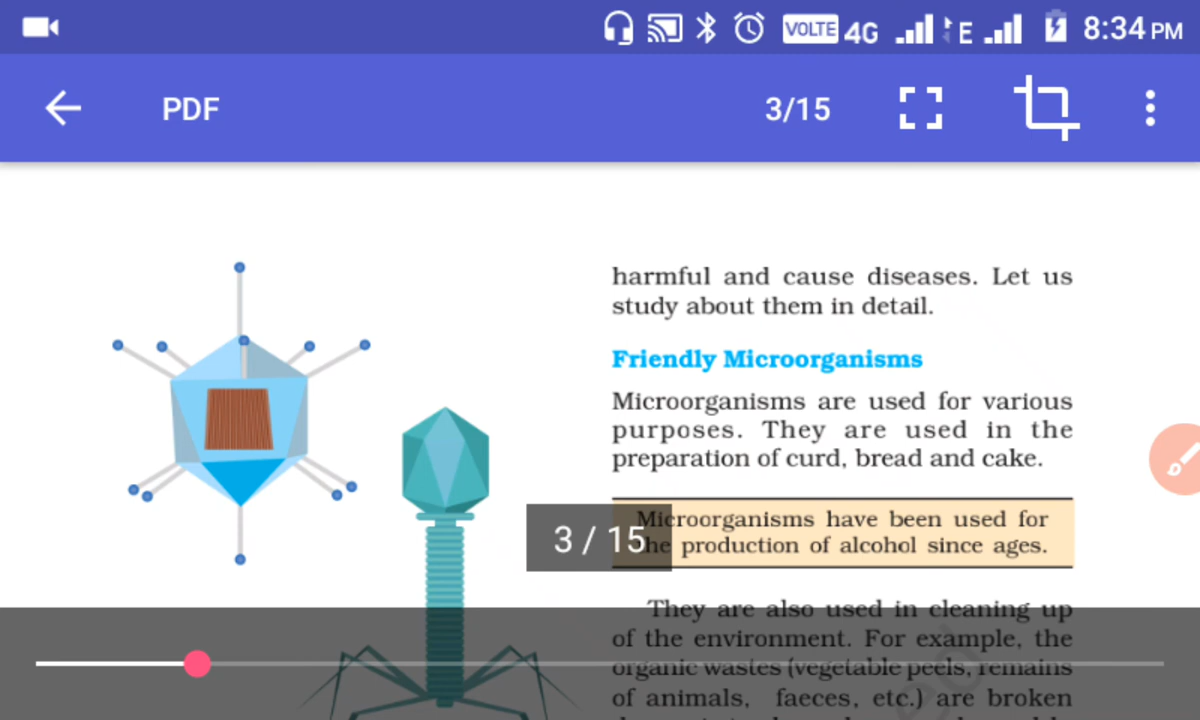 VOLTE 4G E 8:34 PM
PDF 3/15
harmful and cause diseases. Let us
study about them in detail.
Friendly Microorganisms
Microorganisms are used for various
purposes. They are used in the
preparation of curd, bread and cake.
Microorganisms have been used for
the production of alcohol since ages.
3 / 15
They are also used in cleaning up
of the environment. For example, the
organic wastes (vegetable peels, remains
of animals, faeces, etc.) are broken